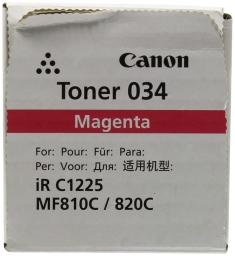 Canon
Toner 034
Magenta
For: Pour: Für: Para:
Per: Voor: Для: 适用机型:
iR C1225
MF810C / 820C